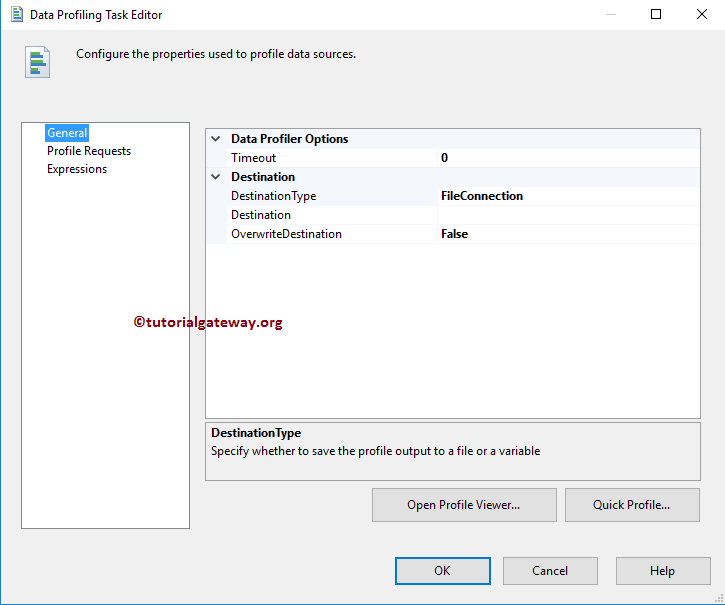 Data Profiling Task Editor
Configure the properties used to profile data sources.
General
Profile Requests
Expressions
Data Profiler Options
Timeout 0
Destination
DestinationType FileConnection
Destination
OverwriteDestination False
©tutorialgateway.org
DestinationType
Specify whether to save the profile output to a file or a variable
Open Profile Viewer... Quick Profile...
OK Cancel Help